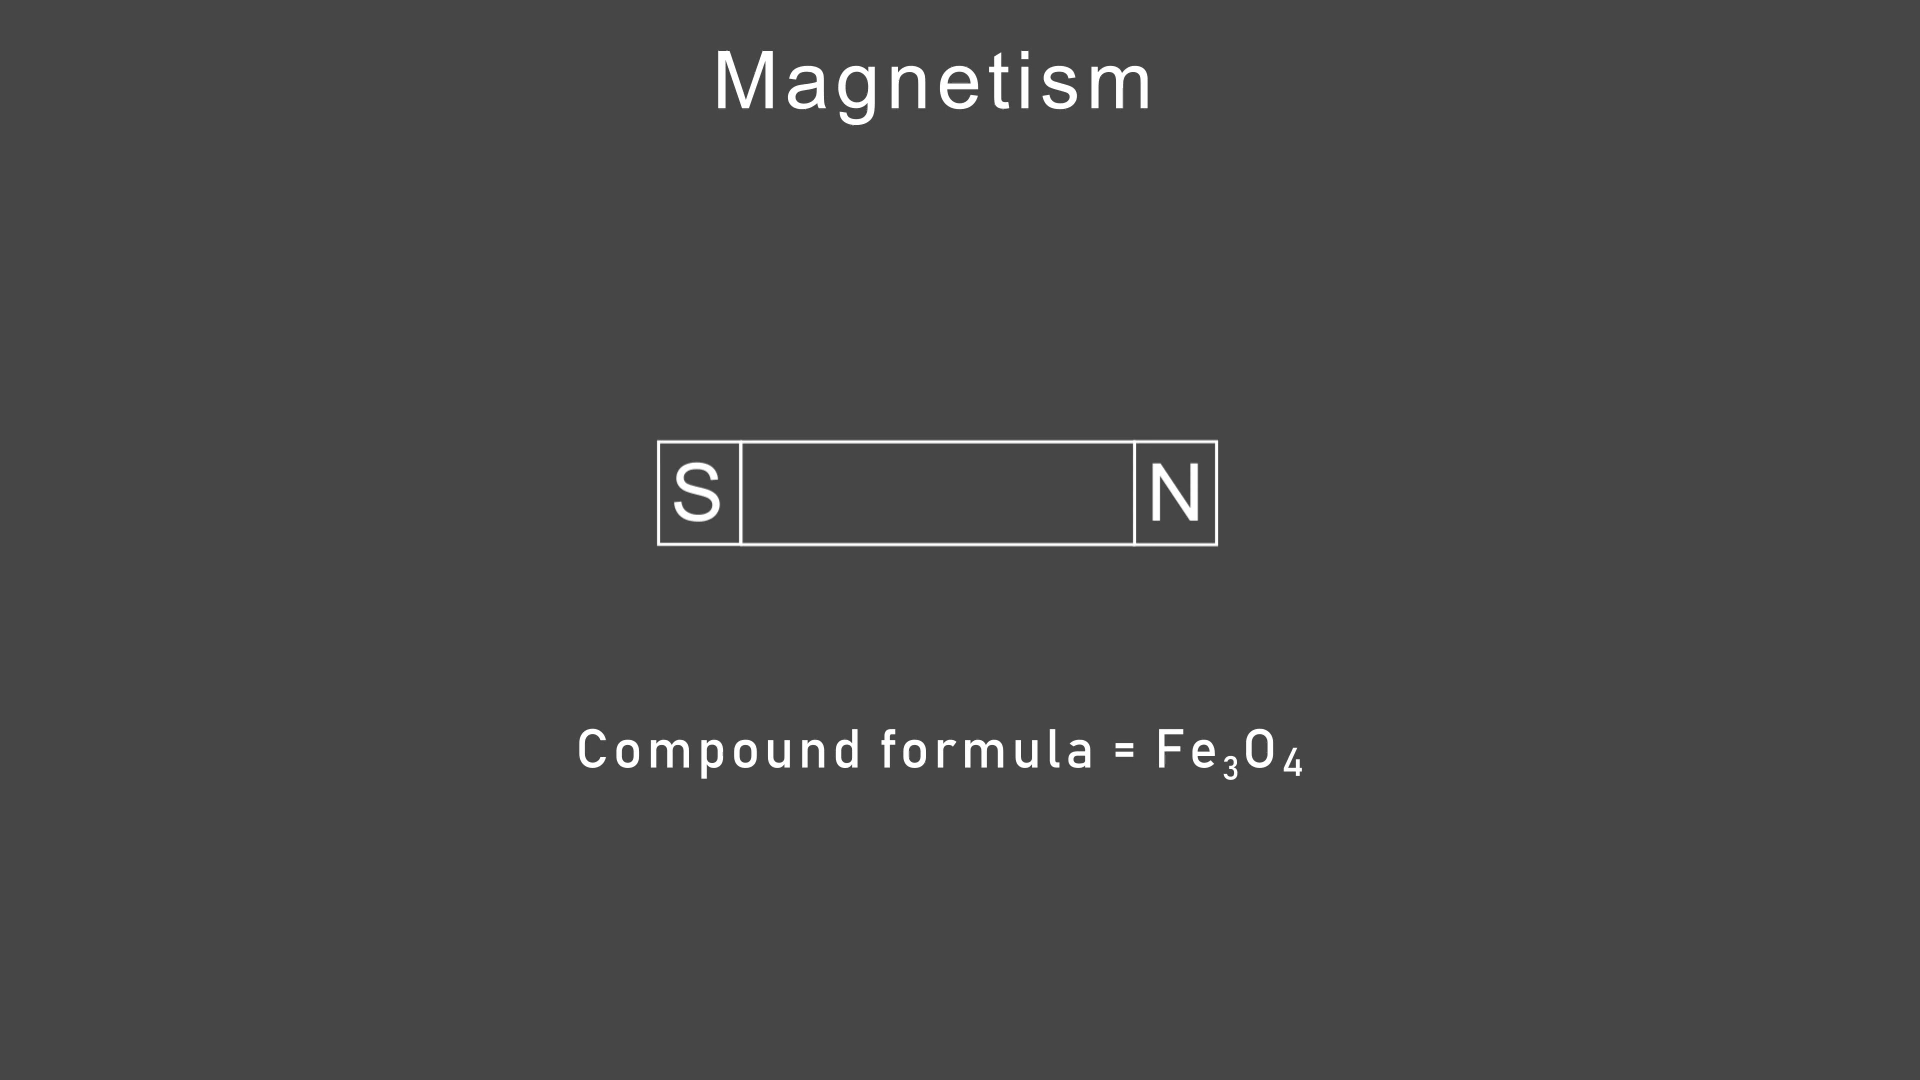 Magnetism
S N
Compound formula = Fe₃O₄